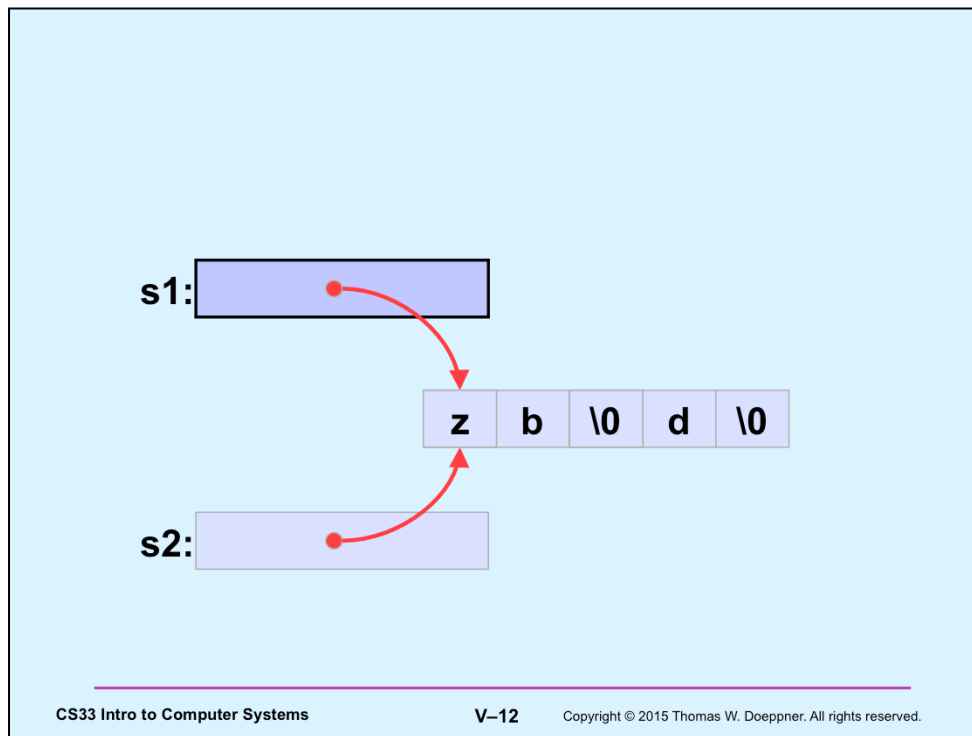 s1:
z b \0 d \0
s2:
CS33 Intro to Computer Systems V–12 Copyright © 2015 Thomas W. Doeppner. All rights reserved.